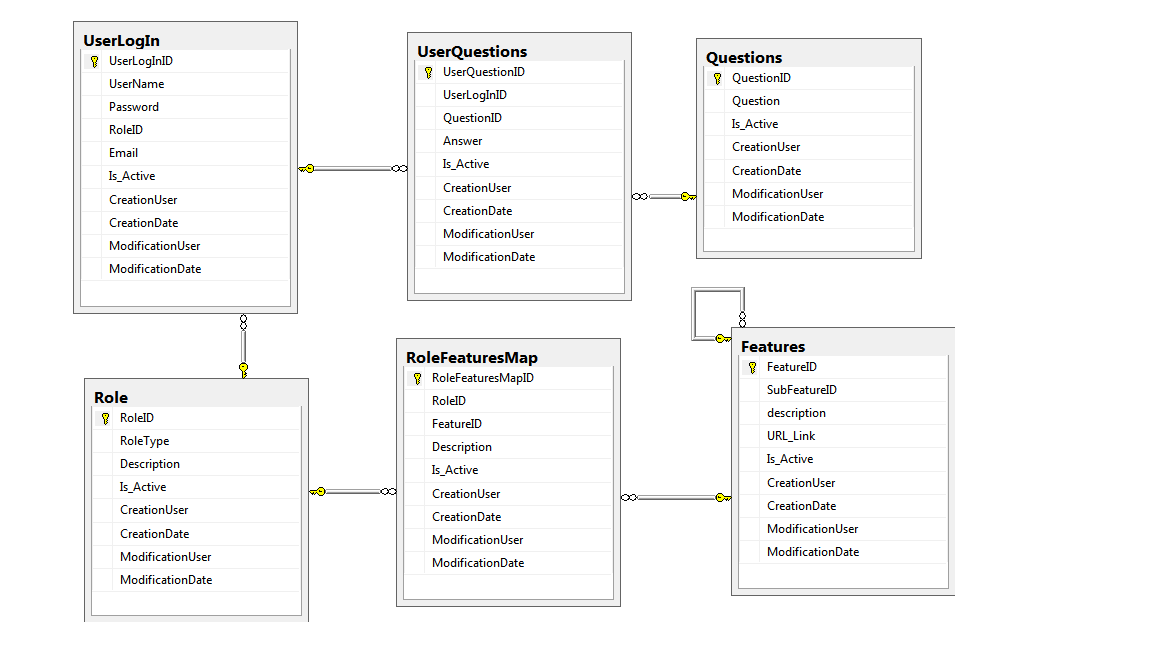 UserLogIn
UserLogInID
UserName
Password
RoleID
Email
Is_Active
CreationUser
CreationDate
ModificationUser
ModificationDate
UserQuestions
UserQuestionID
UserLogInID
QuestionID
Answer
Is_Active
CreationUser
CreationDate
ModificationUser
ModificationDate
Questions
QuestionID
Question
Is_Active
CreationUser
CreationDate
ModificationUser
ModificationDate
Role
RoleID
RoleType
Description
Is_Active
CreationUser
CreationDate
ModificationUser
ModificationDate
RoleFeaturesMap
RoleFeaturesMapID
RoleID
FeatureID
Description
Is_Active
CreationUser
CreationDate
ModificationUser
ModificationDate
Features
FeatureID
SubFeatureID
description
URL_Link
Is_Active
CreationUser
CreationDate
ModificationUser
ModificationDate